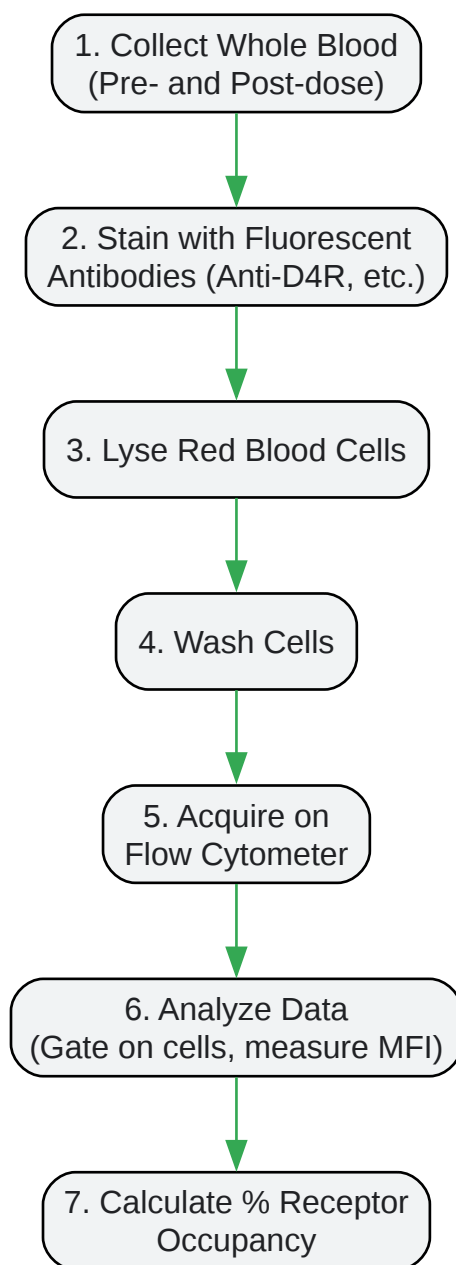 1. Collect Whole Blood
(Pre- and Post-dose)
2. Stain with Fluorescent
Antibodies (Anti-D4R, etc.)
3. Lyse Red Blood Cells
4. Wash Cells
5. Acquire on
Flow Cytometer
6. Analyze Data
(Gate on cells, measure MFI)
7. Calculate % Receptor
Occupancy